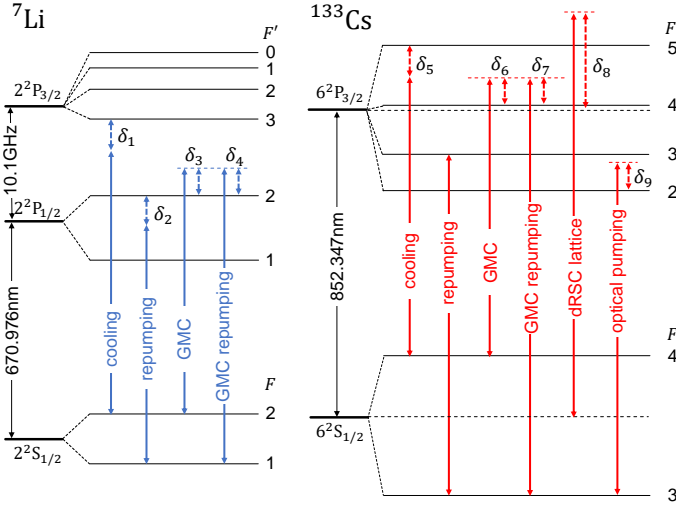 ⁷Li
F′
0
1
2
3
2²P₃/₂
δ₁
10.1GHz
δ₃
δ₄
2
2²P₁/₂
δ₂
1
670.976nm
cooling
repumping
GMC
GMC repumping
F
2
2²S₁/₂
1
¹³³Cs
F
5
δ₅
δ₆
δ₇
δ₈
6²P₃/₂
4
3
δ₉
2
852.347nm
cooling
repumping
GMC
GMC repumping
dRSC lattice
optical pumping
F
4
6²S₁/₂
3